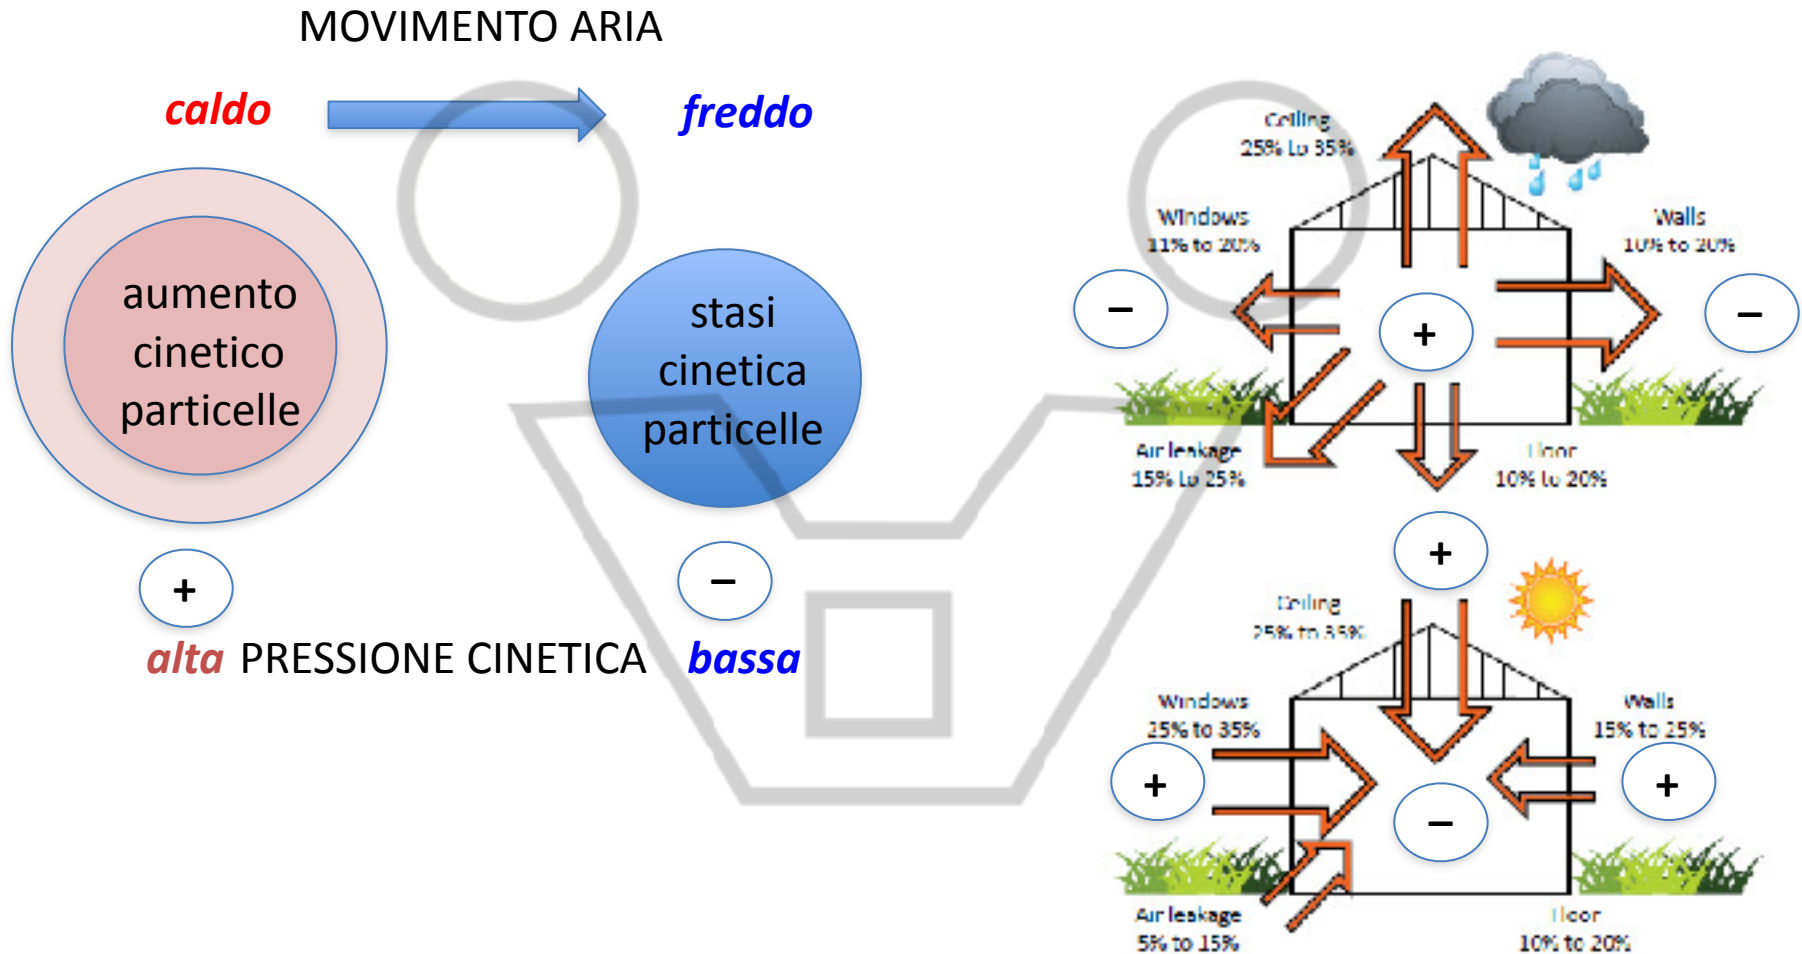 MOVIMENTO ARIA
caldo
freddo
aumento
cinetico
particelle
stasi
cinetica
particelle
+
–
alta PRESSIONE CINETICA bassa
Ceiling
25% to 35%
Windows
11% to 20%
Walls
10% to 20%
–
+
–
Air leakage
15% to 25%
Floor
10% to 20%
+
Ceiling
25% to 35%
Windows
25% to 35%
Walls
15% to 25%
+
–
+
Air leakage
5% to 15%
Floor
10% to 20%